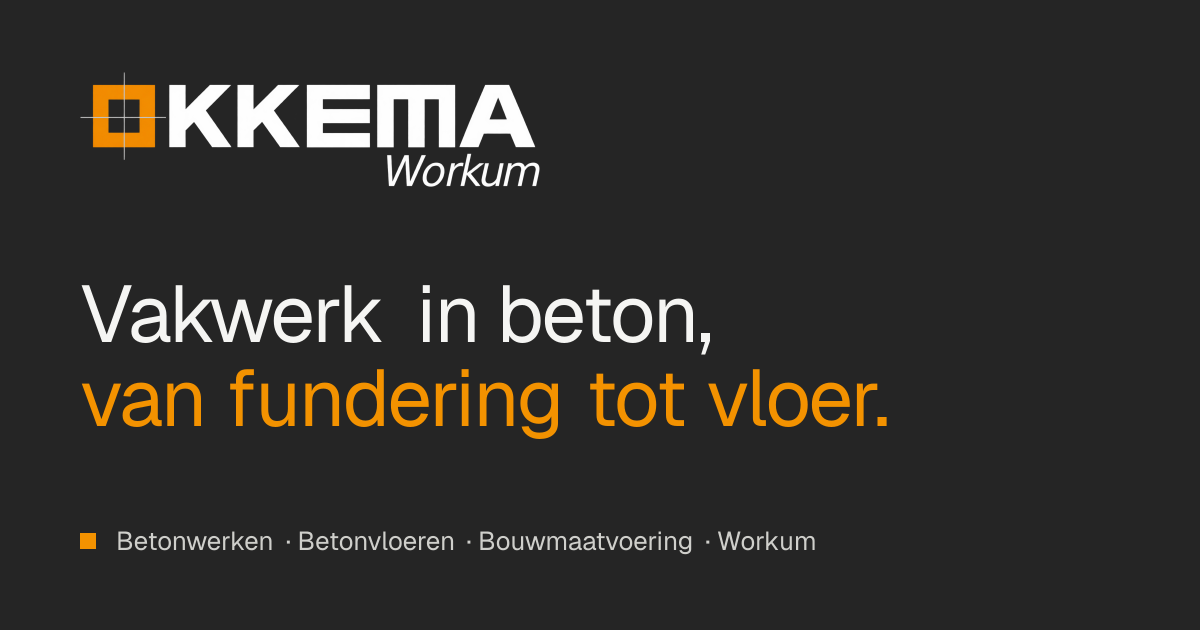 OKKEMA
Workum
Vakwerk in beton,
van fundering tot vloer.
Betonwerken · Betonvloeren · Bouwmaatvoering · Workum